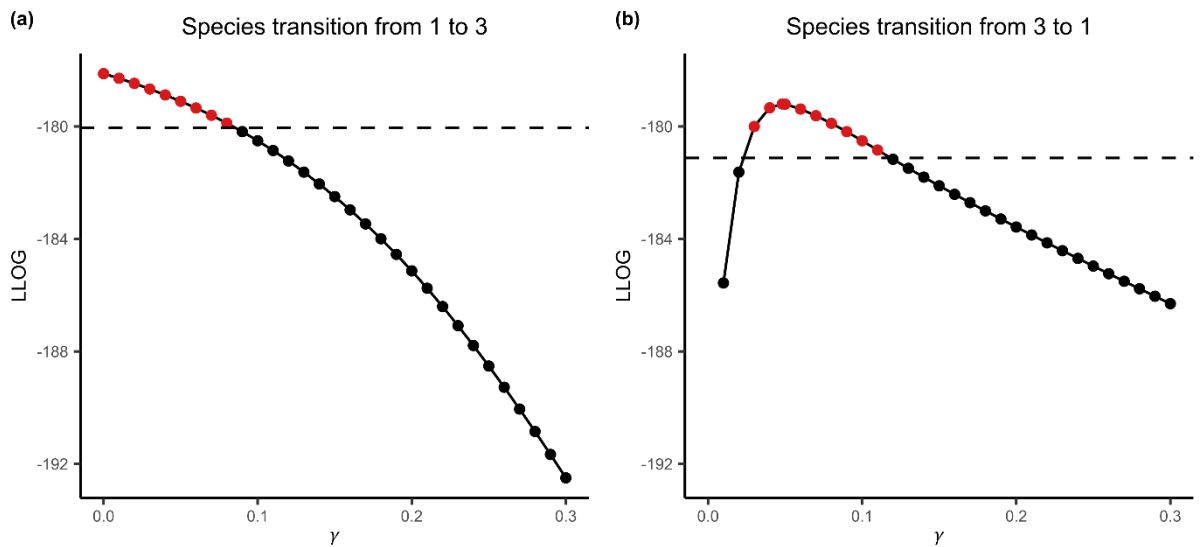 (a)
Species transition from 1 to 3
LLOG
-180
-184
-188
-192
0.0
0.1
0.2
0.3
γ
(b)
Species transition from 3 to 1
LLOG
-180
-184
-188
-192
0.0
0.1
0.2
0.3
γ